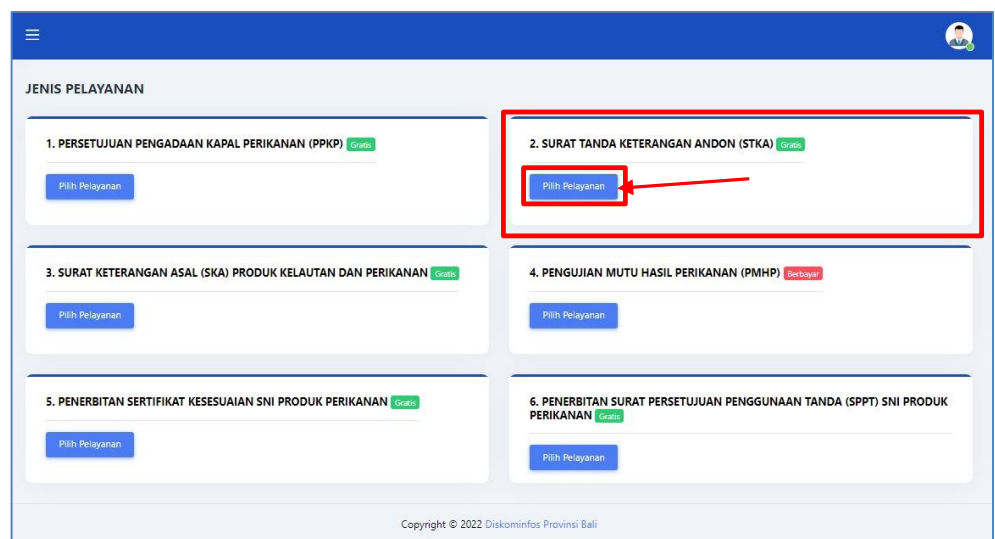 JENIS PELAYANAN
1. PERSETUJUAN PENGADAAN KAPAL PERIKANAN (PPKP) Gratis
Pilih Pelayanan
2. SURAT TANDA KETERANGAN ANDON (STKA) Gratis
Pilih Pelayanan
3. SURAT KETERANGAN ASAL (SKA) PRODUK KELAUTAN DAN PERIKANAN Gratis
Pilih Pelayanan
4. PENGUJIAN MUTU HASIL PERIKANAN (PMHP) Berbayar
Pilih Pelayanan
5. PENERBITAN SERTIFIKAT KESESUAIAN SNI PRODUK PERIKANAN Gratis
Pilih Pelayanan
6. PENERBITAN SURAT PERSETUJUAN PENGGUNAAN TANDA (SPPT) SNI PRODUK
PERIKANAN Gratis
Pilih Pelayanan
Copyright © 2022 Diskominfos Provinsi Bali